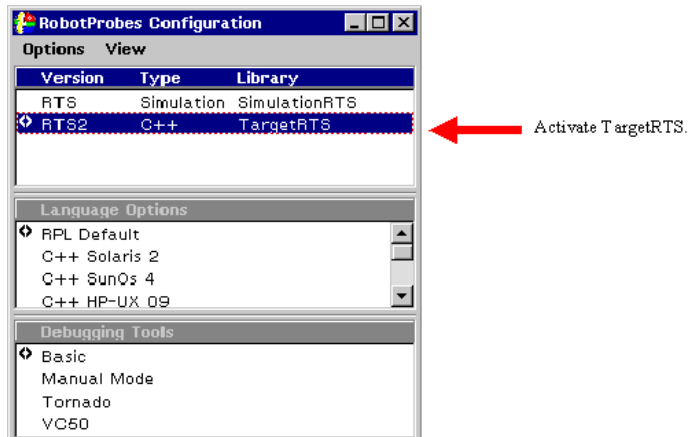 RobotProbes Configuration
Options View
Version Type Library
RTS Simulation SimulationRTS
RTS2 C++ TargetRTS
Activate TargetRTS.
Language Options
RPL Default
C++ Solaris 2
C++ SunOs 4
C++ HP-UX 09
Debugging Tools
Basic
Manual Mode
Tornado
VC50